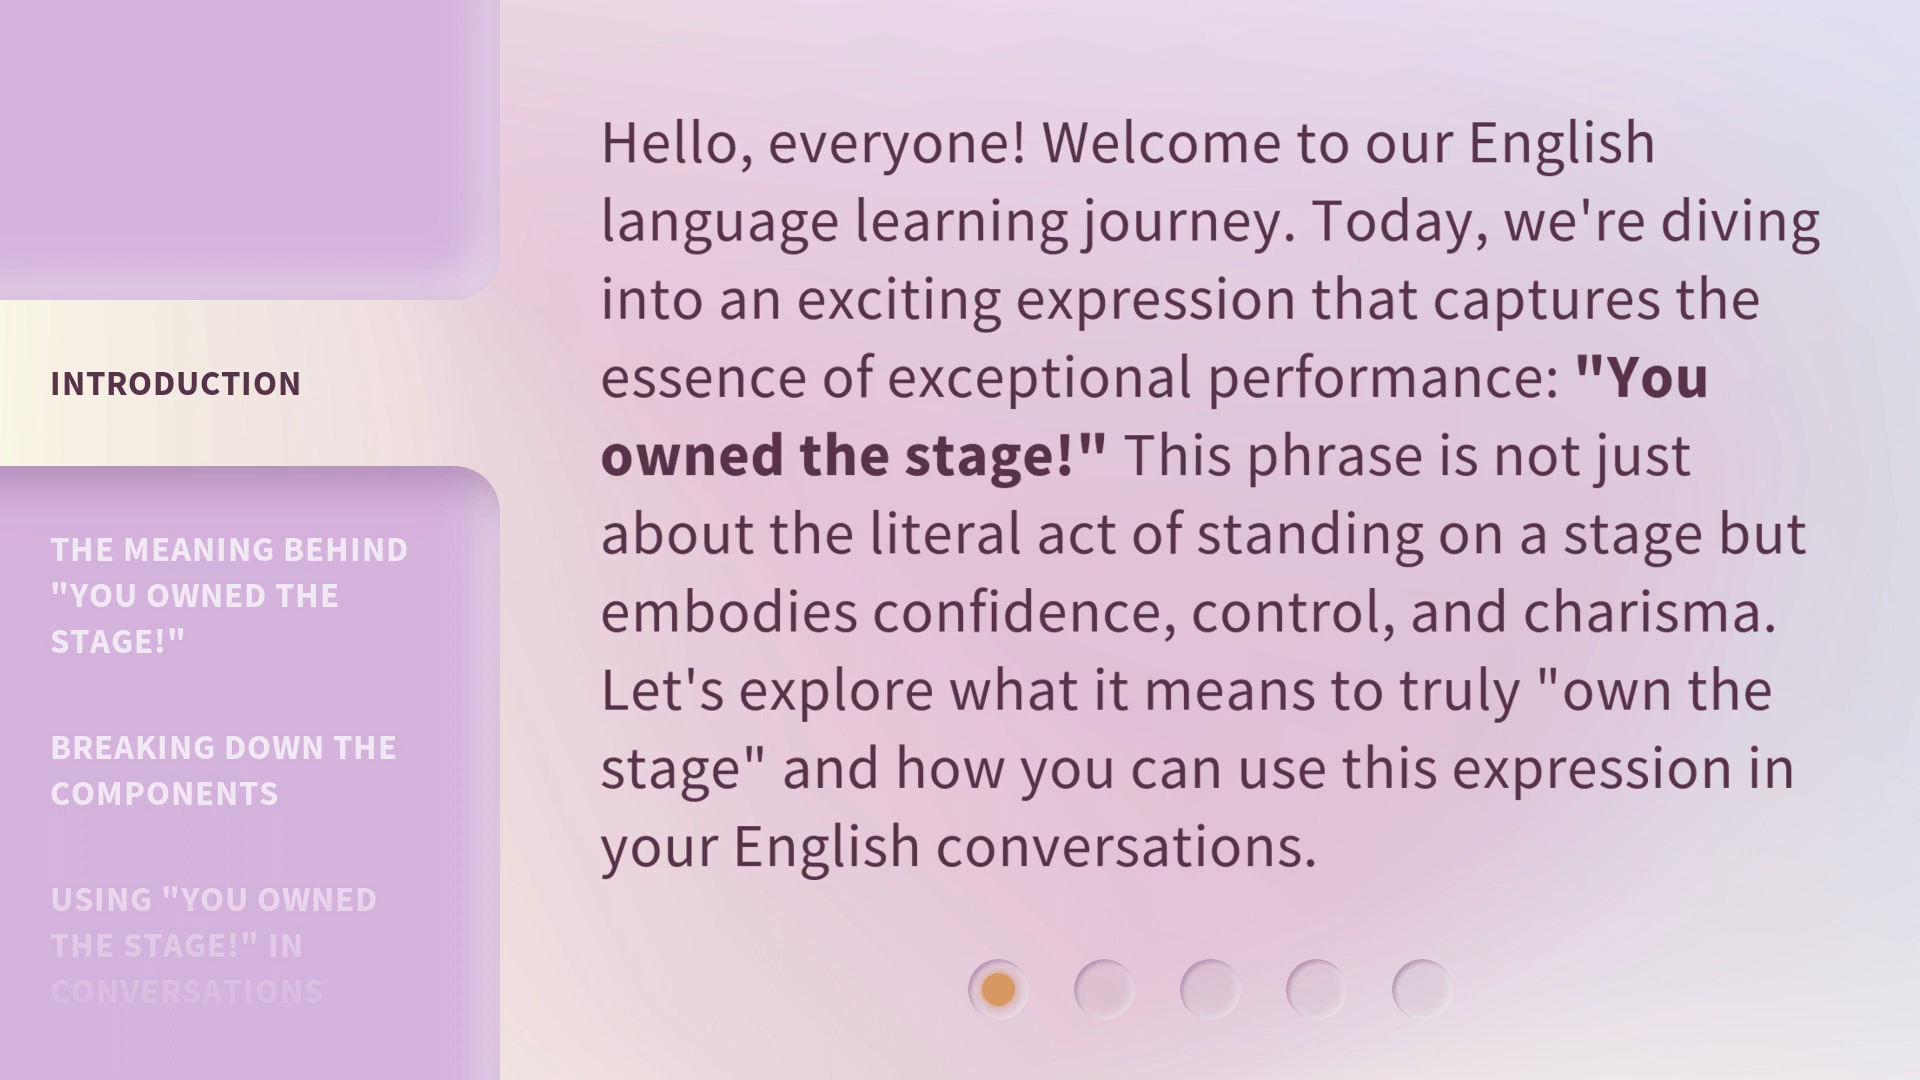 INTRODUCTION
THE MEANING BEHIND
"YOU OWNED THE
STAGE!"
BREAKING DOWN THE
COMPONENTS
USING "YOU OWNED
THE STAGE!" IN
CONVERSATIONS
Hello, everyone! Welcome to our English
language learning journey. Today, we're diving
into an exciting expression that captures the
essence of exceptional performance: "You
owned the stage!" This phrase is not just
about the literal act of standing on a stage but
embodies confidence, control, and charisma.
Let's explore what it means to truly "own the
stage" and how you can use this expression in
your English conversations.